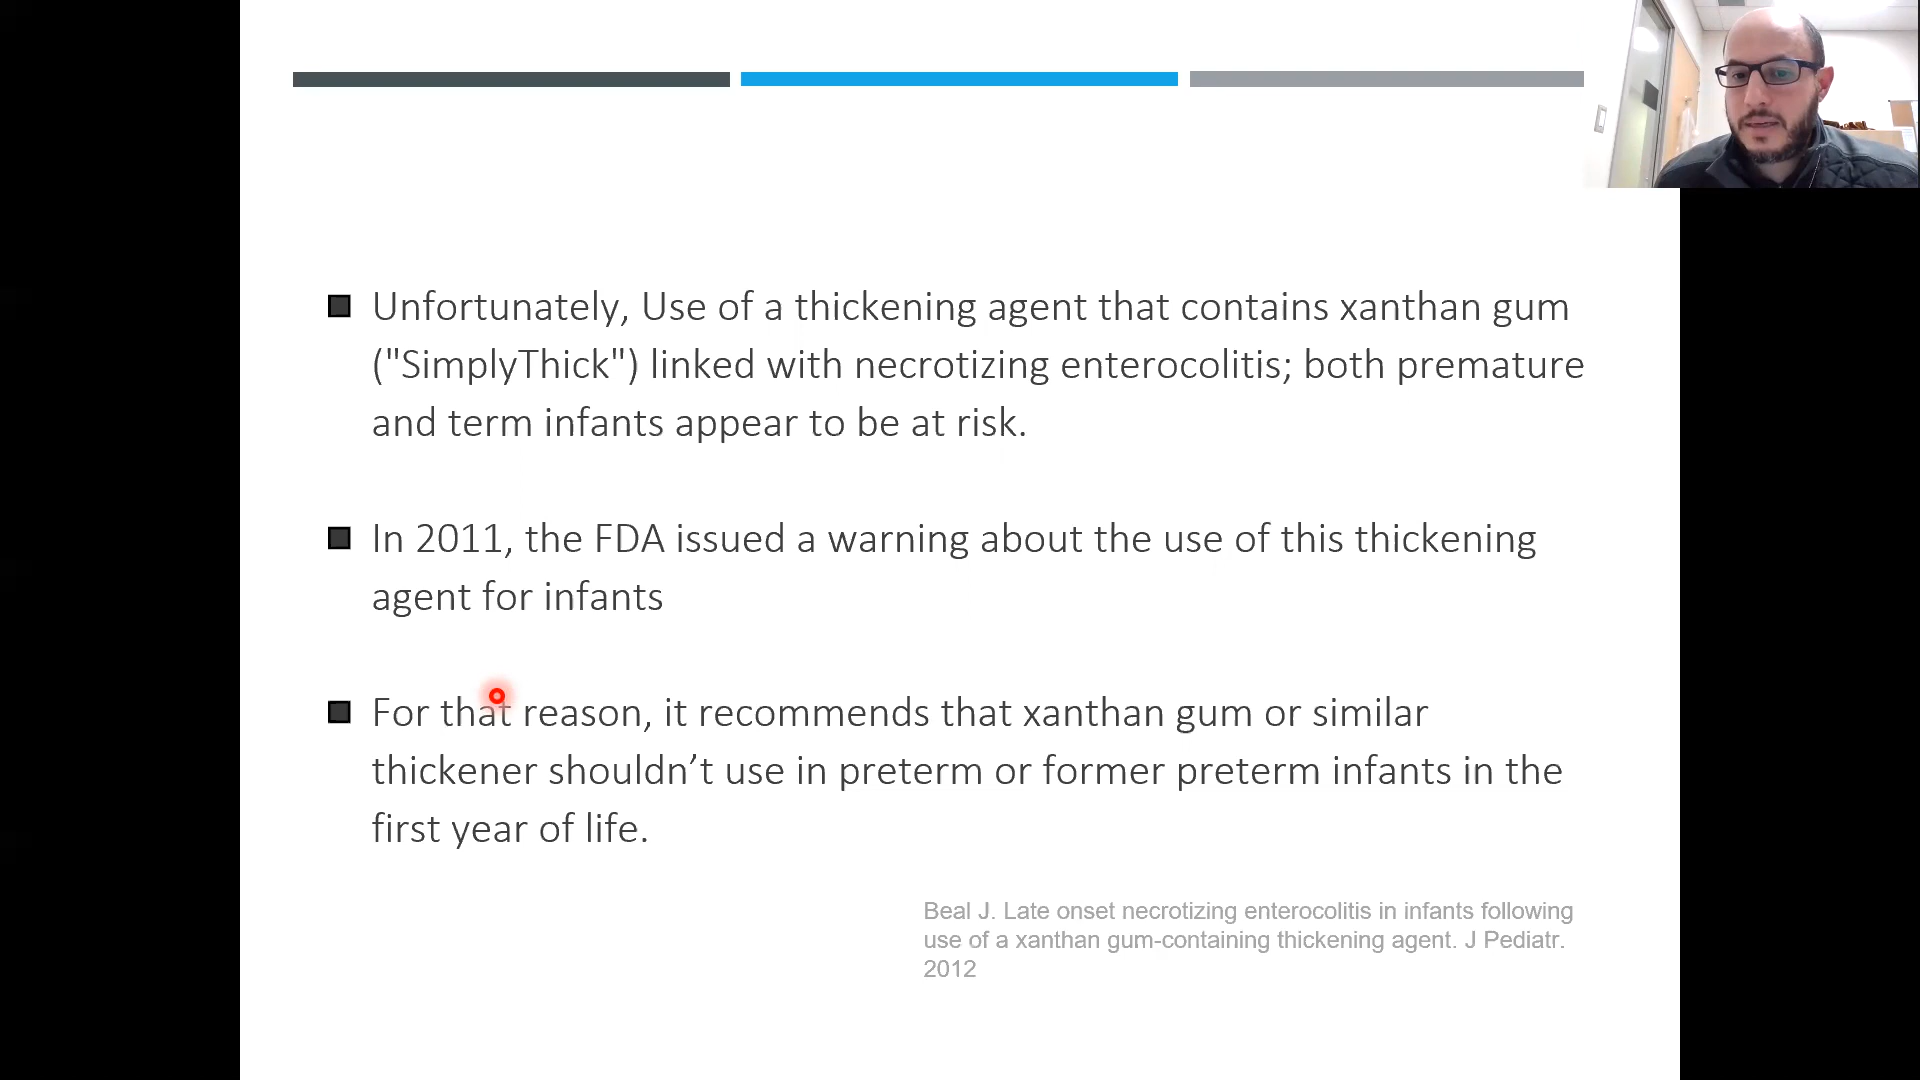 Unfortunately, Use of a thickening agent that contains xanthan gum
("SimplyThick") linked with necrotizing enterocolitis; both premature
and term infants appear to be at risk.
In 2011, the FDA issued a warning about the use of this thickening
agent for infants
For that reason, it recommends that xanthan gum or similar
thickener shouldn’t use in preterm or former preterm infants in the
first year of life.
Beal J. Late onset necrotizing enterocolitis in infants following
use of a xanthan gum-containing thickening agent. J Pediatr.
2012